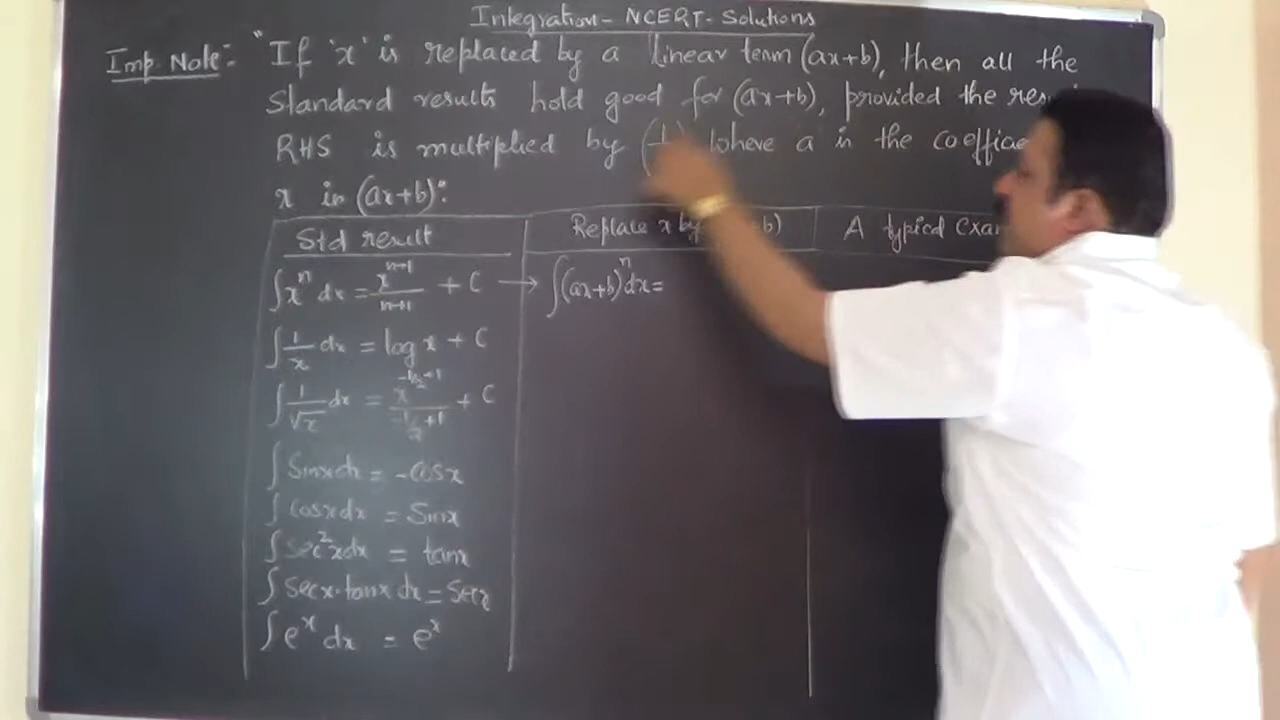 Integration - NCERT - Solutions
Imp. Note:- "If 'x' is replaced by a linear term (ax+b), then all the
Standard results hold good for (ax+b), provided the
RHS is multiplied by where a is the
x in (ax+b):
Std result Replace x by A typical
∫xⁿ dx = xⁿ⁺¹/n+1 + C → ∫(ax+b)ⁿ dx =
∫1/x dx = log x + C
∫1/√x dx = x^(-1/2+1)/(-1/2+1) + C
∫Sinx dx = -Cosx
∫Cosx dx = Sinx
∫Sec²x dx = tanx
∫Secx·tanx dx = Secx
∫eˣ dx = eˣ